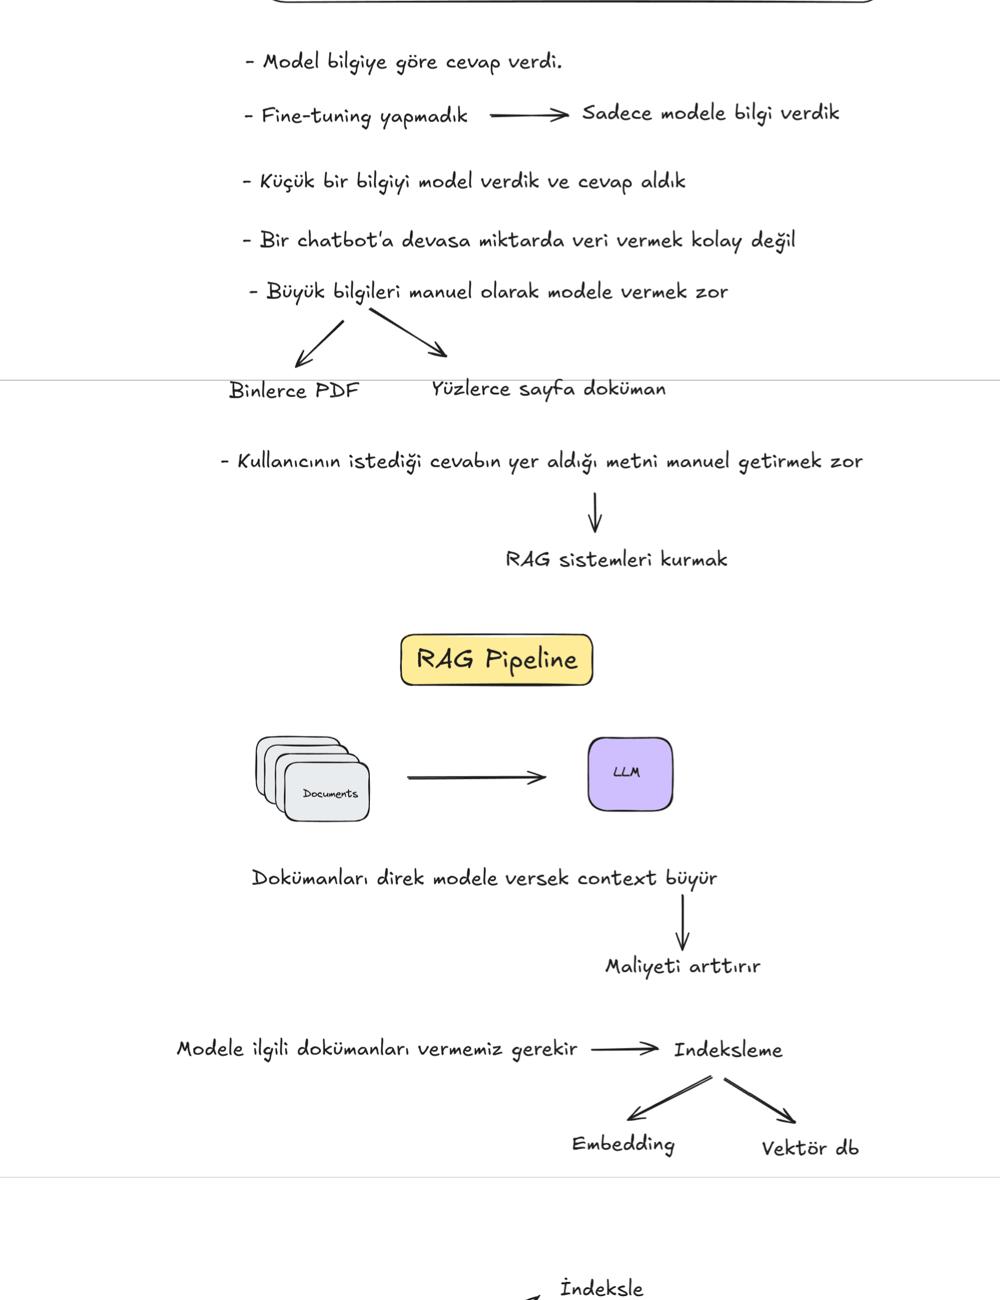 - Model bilgiye göre cevap verdi.
- Fine-tuning yapmadık
Sadece modele bilgi verdik
- Küçük bir bilgiyi model verdik ve cevap aldık
- Bir chatbot'a devasa miktarda veri vermek kolay değil
- Büyük bilgileri manuel olarak modele vermek zor
Binlerce PDF
Yüzlerce sayfa doküman
- Kullanıcının istediği cevabın yer aldığı metni manuel getirmek zor
RAG sistemleri kurmak
RAG Pipeline
Documents
LLM
Dokümanları direk modele versek context büyür
Maliyeti arttırır
Modele ilgili dokümanları vermemiz gerekir
Indeksleme
Embedding
Vektör db
İndeksle